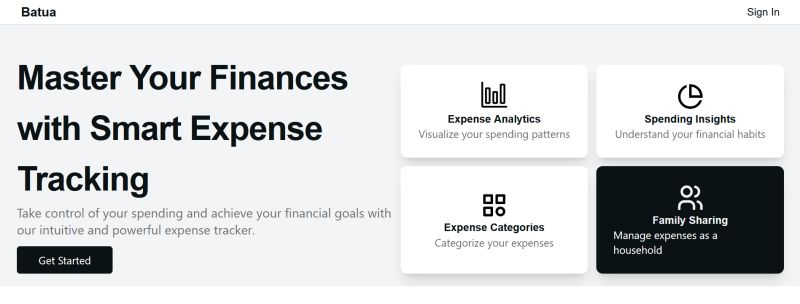 Batua
Sign In
Master Your Finances
with Smart Expense
Tracking
Take control of your spending and achieve your financial goals with
our intuitive and powerful expense tracker.
Get Started
Expense Analytics
Visualize your spending patterns
Spending Insights
Understand your financial habits
Expense Categories
Categorize your expenses
Family Sharing
Manage expenses as a
household